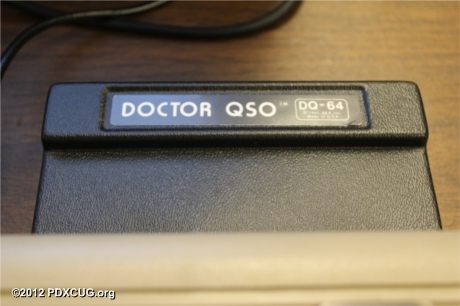 DOCTOR QSO™ DQ-64
©2012 PDXCUG.org